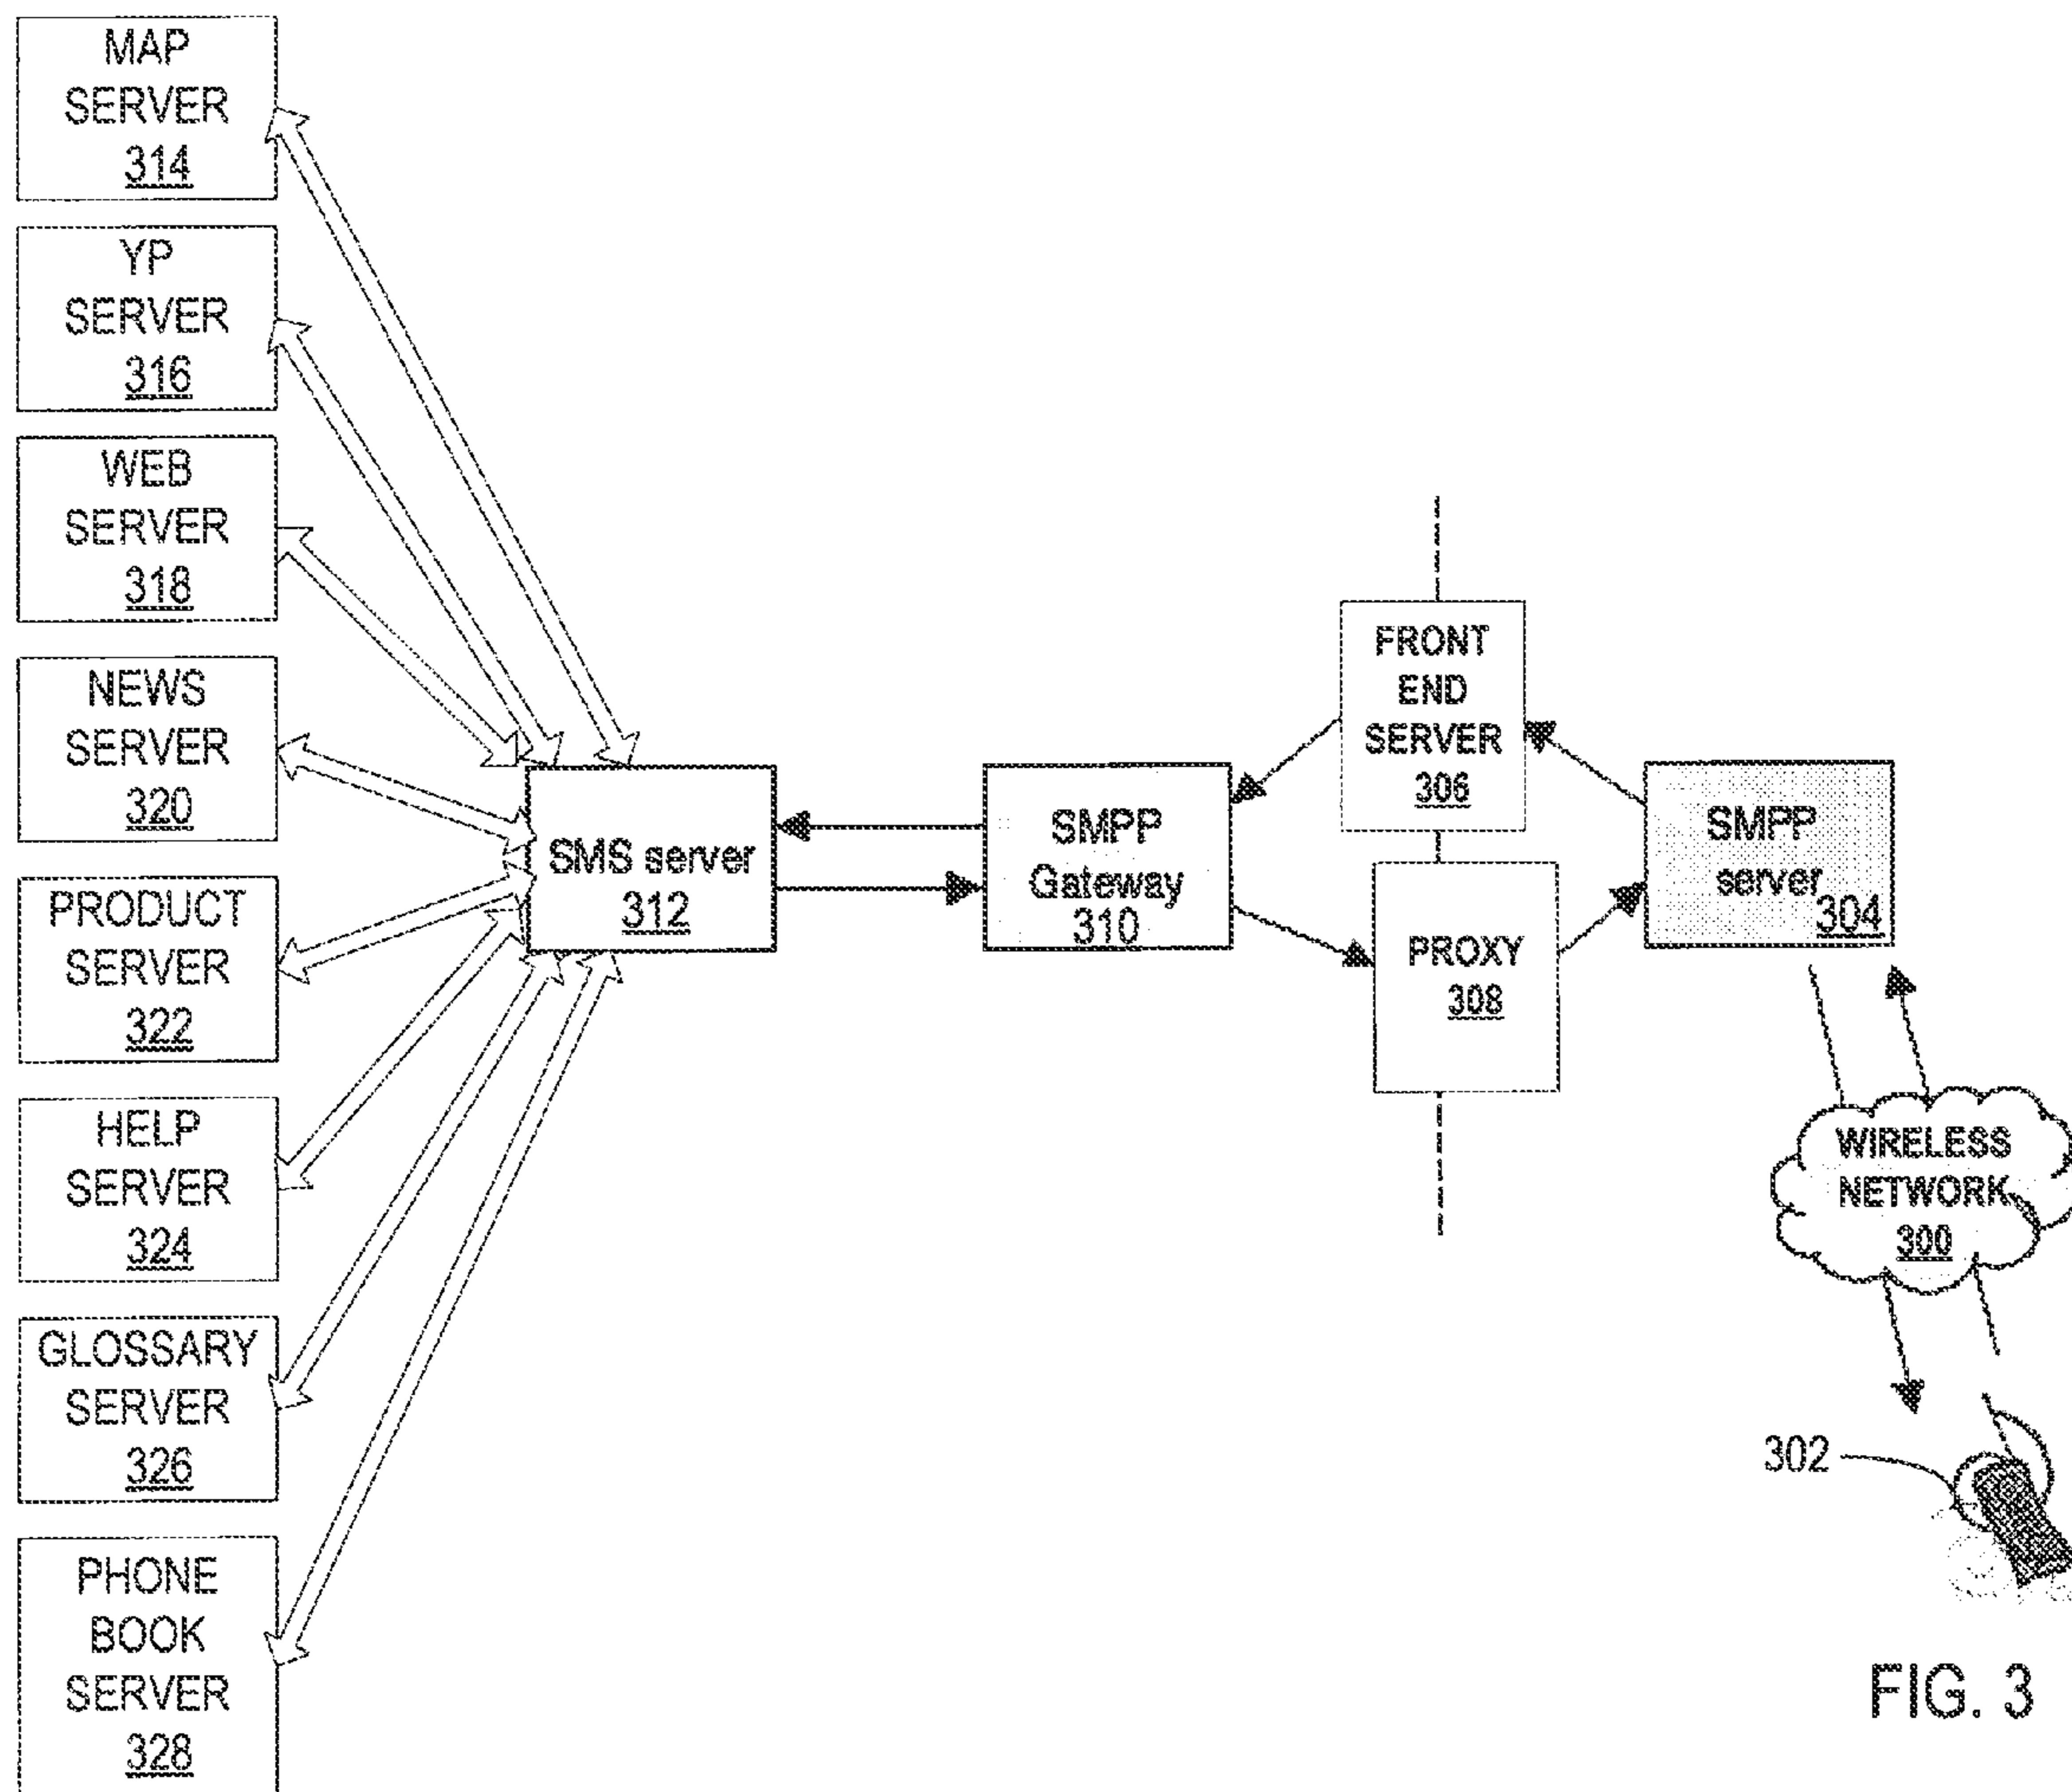 MAP
SERVER
314
YP
SERVER
316
WEB
SERVER
318
NEWS
SERVER
320
PRODUCT
SERVER
322
HELP
SERVER
324
GLOSSARY
SERVER
326
PHONE
BOOK
SERVER
328
SMS server
312
SMPP
Gateway
310
FRONT
END
SERVER
306
PROXY
308
SMPP
server
304
WIRELESS
NETWORK
300
302
FIG. 3